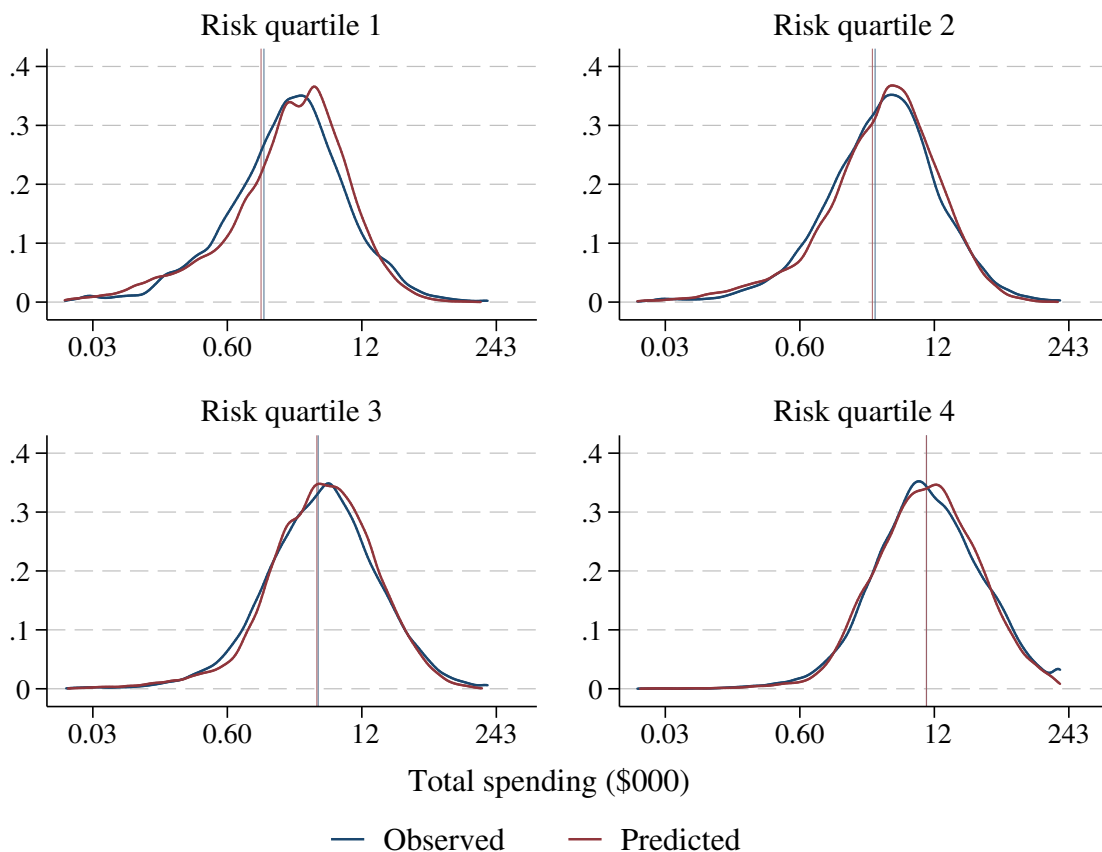 Risk quartile 1
Risk quartile 2
.4
.3
.2
.1
0
0.03 0.60 12 243
.4
.3
.2
.1
0
0.03 0.60 12 243
Risk quartile 3
Risk quartile 4
.4
.3
.2
.1
0
0.03 0.60 12 243
.4
.3
.2
.1
0
0.03 0.60 12 243
Total spending ($000)
Observed Predicted